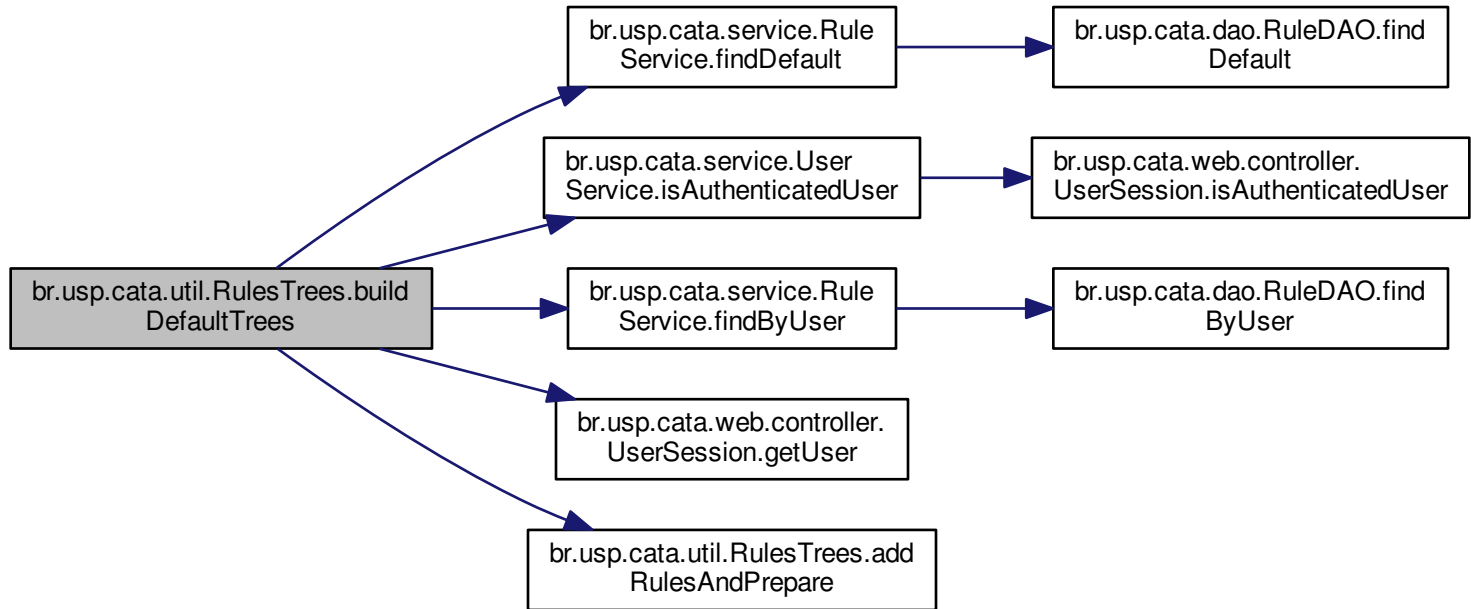 br.usp.cata.service.Rule
Service.findDefault
br.usp.cata.dao.RuleDAO.find
Default
br.usp.cata.service.User
Service.isAuthenticatedUser
br.usp.cata.web.controller.
UserSession.isAuthenticatedUser
br.usp.cata.util.RulesTrees.build
DefaultTrees
br.usp.cata.service.Rule
Service.findByUser
br.usp.cata.dao.RuleDAO.find
ByUser
br.usp.cata.web.controller.
UserSession.getUser
br.usp.cata.util.RulesTrees.add
RulesAndPrepare